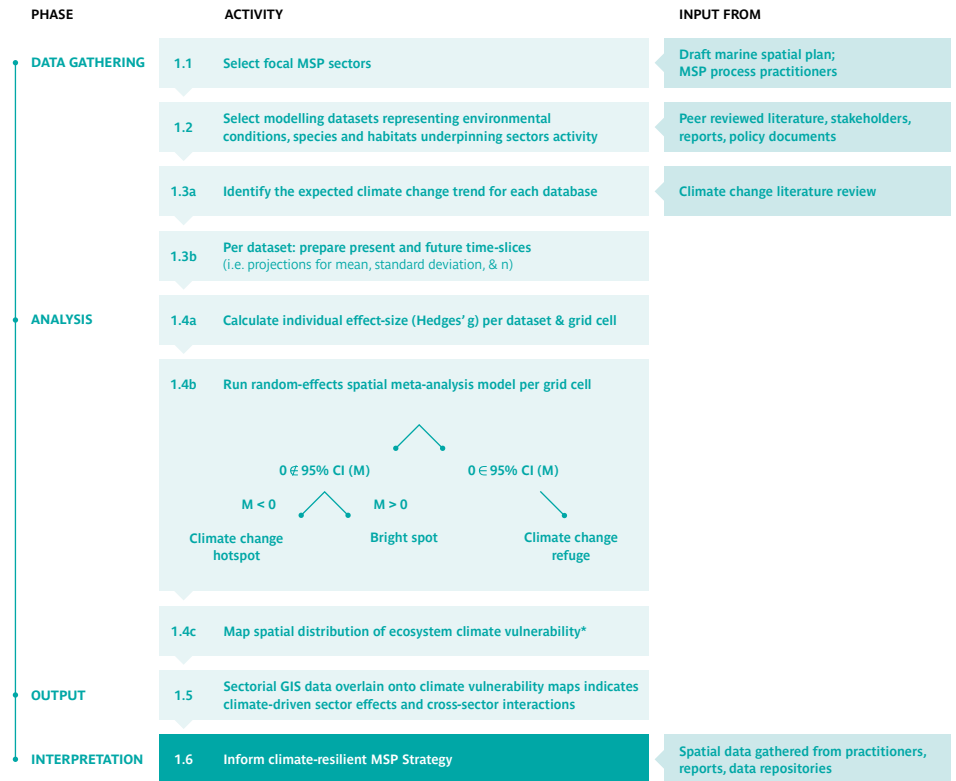 PHASE
ACTIVITY
INPUT FROM
DATA GATHERING
1.1
Select focal MSP sectors
Draft marine spatial plan;
MSP process practitioners
1.2
Select modelling datasets representing environmental
conditions, species and habitats underpinning sectors activity
Peer reviewed literature, stakeholders,
reports, policy documents
1.3a
Identify the expected climate change trend for each database
Climate change literature review
1.3b
Per dataset: prepare present and future time-slices
(i.e. projections for mean, standard deviation, & n)
ANALYSIS
1.4a
Calculate individual effect-size (Hedges' g) per dataset & grid cell
1.4b
Run random-effects spatial meta-analysis model per grid cell
0 ∉ 95% CI (M)
0 ∈ 95% CI (M)
M < 0
M > 0
Climate change
hotspot
Bright spot
Climate change
refuge
1.4c
Map spatial distribution of ecosystem climate vulnerability*
OUTPUT
1.5
Sectorial GIS data overlain onto climate vulnerability maps indicates
climate-driven sector effects and cross-sector interactions
INTERPRETATION
1.6
Inform climate-resilient MSP Strategy
Spatial data gathered from practitioners,
reports, data repositories